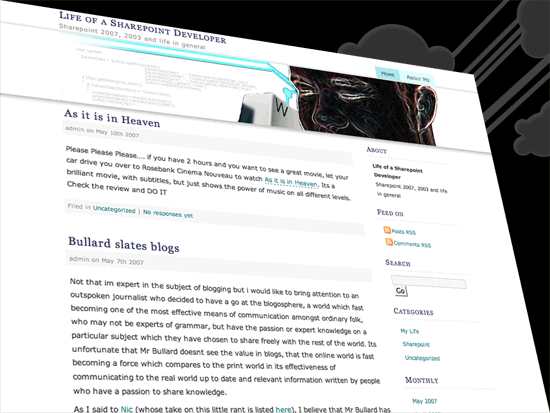 Life of a Sharepoint Developer
Sharepoint 2007, 2003 and life in general
Home
About Me
W
As it is in Heaven
admin on May 10th 2007
Please Please Please.... if you have 2 hours and you want to see a great movie, let your
car drive you over to Rosebank Cinema Nouveau to watch As it is in Heaven. Its a
brilliant movie, with subtitles, but just shows the power of music on all different levels.
Check the review and DO IT
Filed in Uncategorized | No responses yet
Bullard slates blogs
admin on May 7th 2007
Not that im expert in the subject of blogging but i would like to bring attention to an
outspoken journalist who decided to have a go at the blogosphere, a world which fast
becoming one of the most effective means of communication amongst ordinary folk,
who may not be experts of grammar, but have the passion or expert knowledge on a
particular subject which they have chosen to share freely with the rest of the world. Its
unfortunate that Mr Bullard doesnt see the value in blogs, that the online world is fast
becoming a force which compares to the print world in its effectiveness of
communicating to the real world up to date and relevant information written by people
who have a passion to share knowledge.
As I said to Nic (whose take on this little rant is listed here), I believe that Mr Bullard has
About
Life of a Sharepoint
Developer
Sharepoint 2007, 2003 and life
in general
Feed on
Posts RSS
Comments RSS
Search
Go
Categories
My Life
Sharepoint
Uncategorized
Monthly
May 2007